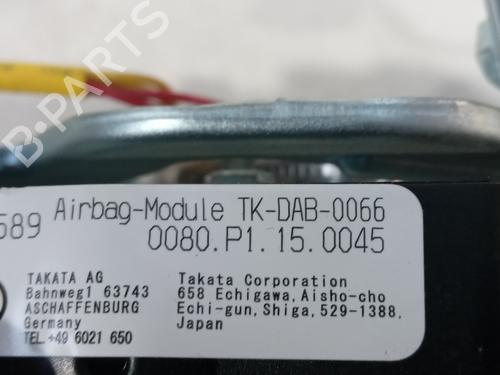 B-PARTS
589 Airbag-Module TK-DAB-0066
0080.P1.15.0045
TAKATA AG
Bahnweg1 63743
ASCHAFFENBURG
Germany
TEL.+49 6021 650
Takata Corporation
658 Echigawa,Aisho-cho
Echi-gun,Shiga,529-1388,
Japan